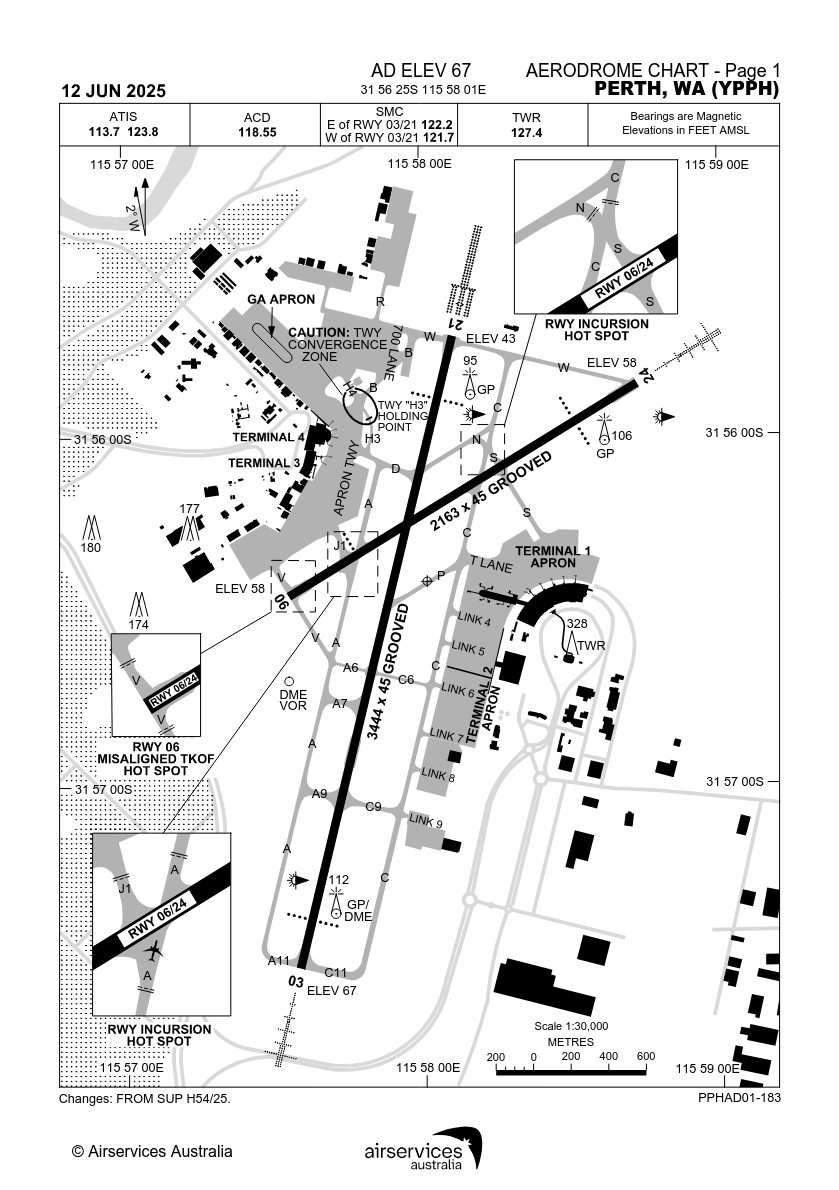 AD ELEV 67
AERODROME CHART - Page 1
12 JUN 2025
31 56 25S 115 58 01E
PERTH, WA (YPPH)
ATIS
113.7 123.8
ACD
118.55
SMC
E of RWY 03/21 122.2
W of RWY 03/21 121.7
TWR
127.4
Bearings are Magnetic
Elevations in FEET AMSL
115 57 00E
115 58 00E
115 59 00E
2° W
C
N
S
C
RWY 06/24
S
RWY INCURSION
HOT SPOT
GA APRON
R
21
ELEV 43
W
CAUTION: TWY
CONVERGENCE
ZONE
700 LANE
B
W
ELEV 58
24
95
GP
H4
B
TWY "H3"
HOLDING
POINT
C
106
GP
31 56 00S
31 56 00S
TERMINAL 4
H3
N
TERMINAL 3
D
S
APRON TWY
2163 x 45 GROOVED
177
180
A
S
C
J1
TERMINAL 1
APRON
T LANE
V
P
ELEV 58
06
174
LINK 4
328
TWR
V
A
LINK 5
A6
C
C6
LINK 6
DME
VOR
A7
3444 x 45 GROOVED
TERMINAL 2
APRON
V
RWY 06/24
V
RWY 06
MISALIGNED TKOF
HOT SPOT
A
LINK 7
LINK 8
31 57 00S
31 57 00S
A9
C9
LINK 9
A
C
112
GP/
DME
A
J1
RWY 06/24
A
RWY INCURSION
HOT SPOT
A11
C11
03
ELEV 67
Scale 1:30,000
METRES
200 0 200 400 600
115 57 00E
115 58 00E
115 59 00E
Changes: FROM SUP H54/25.
PPHAD01-183
© Airservices Australia
airservices
australia